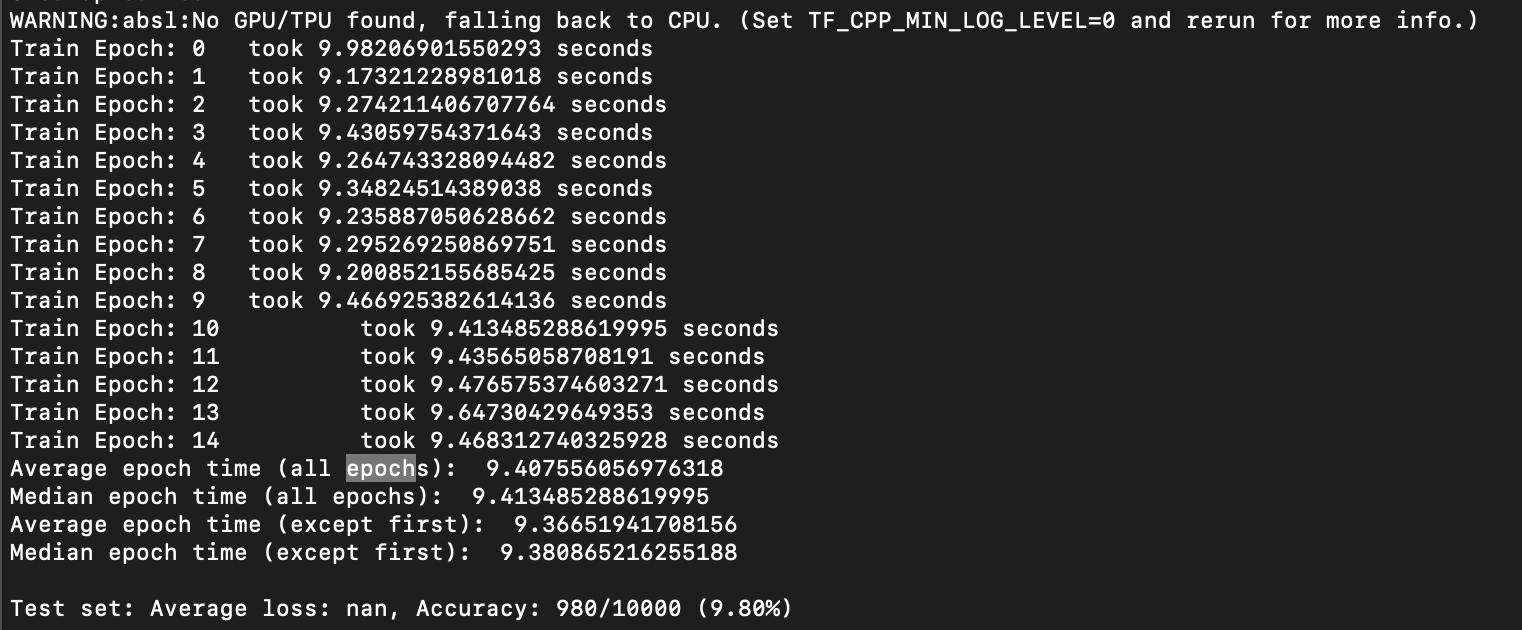 WARNING:absl:No GPU/TPU found, falling back to CPU. (Set TF_CPP_MIN_LOG_LEVEL=0 and rerun for more info.)
Train Epoch: 0   took 9.98206901550293 seconds
Train Epoch: 1   took 9.17321228981018 seconds
Train Epoch: 2   took 9.274211406707764 seconds
Train Epoch: 3   took 9.43059754371643 seconds
Train Epoch: 4   took 9.264743328094482 seconds
Train Epoch: 5   took 9.34824514389038 seconds
Train Epoch: 6   took 9.235887050628662 seconds
Train Epoch: 7   took 9.295269250869751 seconds
Train Epoch: 8   took 9.200852155685425 seconds
Train Epoch: 9   took 9.466925382614136 seconds
Train Epoch: 10          took 9.413485288619995 seconds
Train Epoch: 11          took 9.43565058708191 seconds
Train Epoch: 12          took 9.476575374603271 seconds
Train Epoch: 13          took 9.64730429649353 seconds
Train Epoch: 14          took 9.468312740325928 seconds
Average epoch time (all epochs):  9.407556056976318
Median epoch time (all epochs):  9.413485288619995
Average epoch time (except first):  9.36651941708156
Median epoch time (except first):  9.380865216255188
Test set: Average loss: nan, Accuracy: 980/10000 (9.80%)